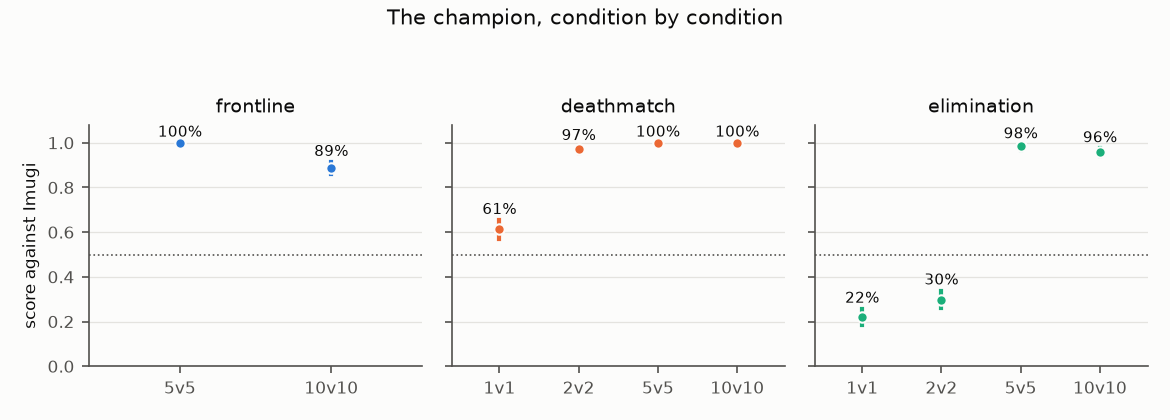 The champion, condition by condition
frontline
deathmatch
elimination
score against Imugi
1.0
0.8
0.6
0.4
0.2
0.0
100%
89%
5v5
10v10
61%
97%
100%
100%
1v1
2v2
5v5
10v10
22%
30%
98%
96%
1v1
2v2
5v5
10v10